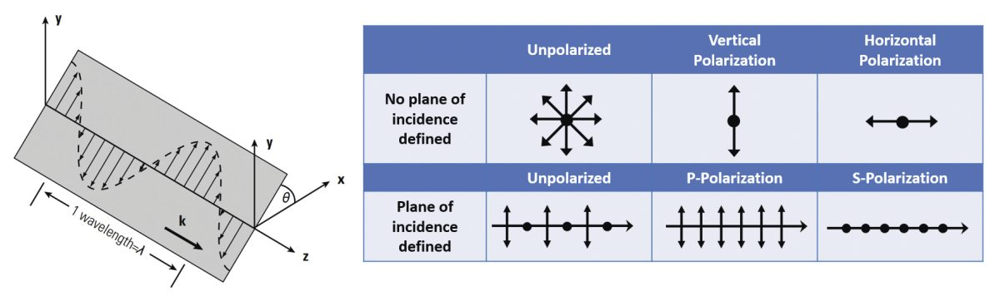 y
y
x
θ
k
1 wavelength=λ
z
Unpolarized
Vertical
Polarization
Horizontal
Polarization
No plane of
incidence
defined
Unpolarized
P-Polarization
S-Polarization
Plane of
incidence
defined